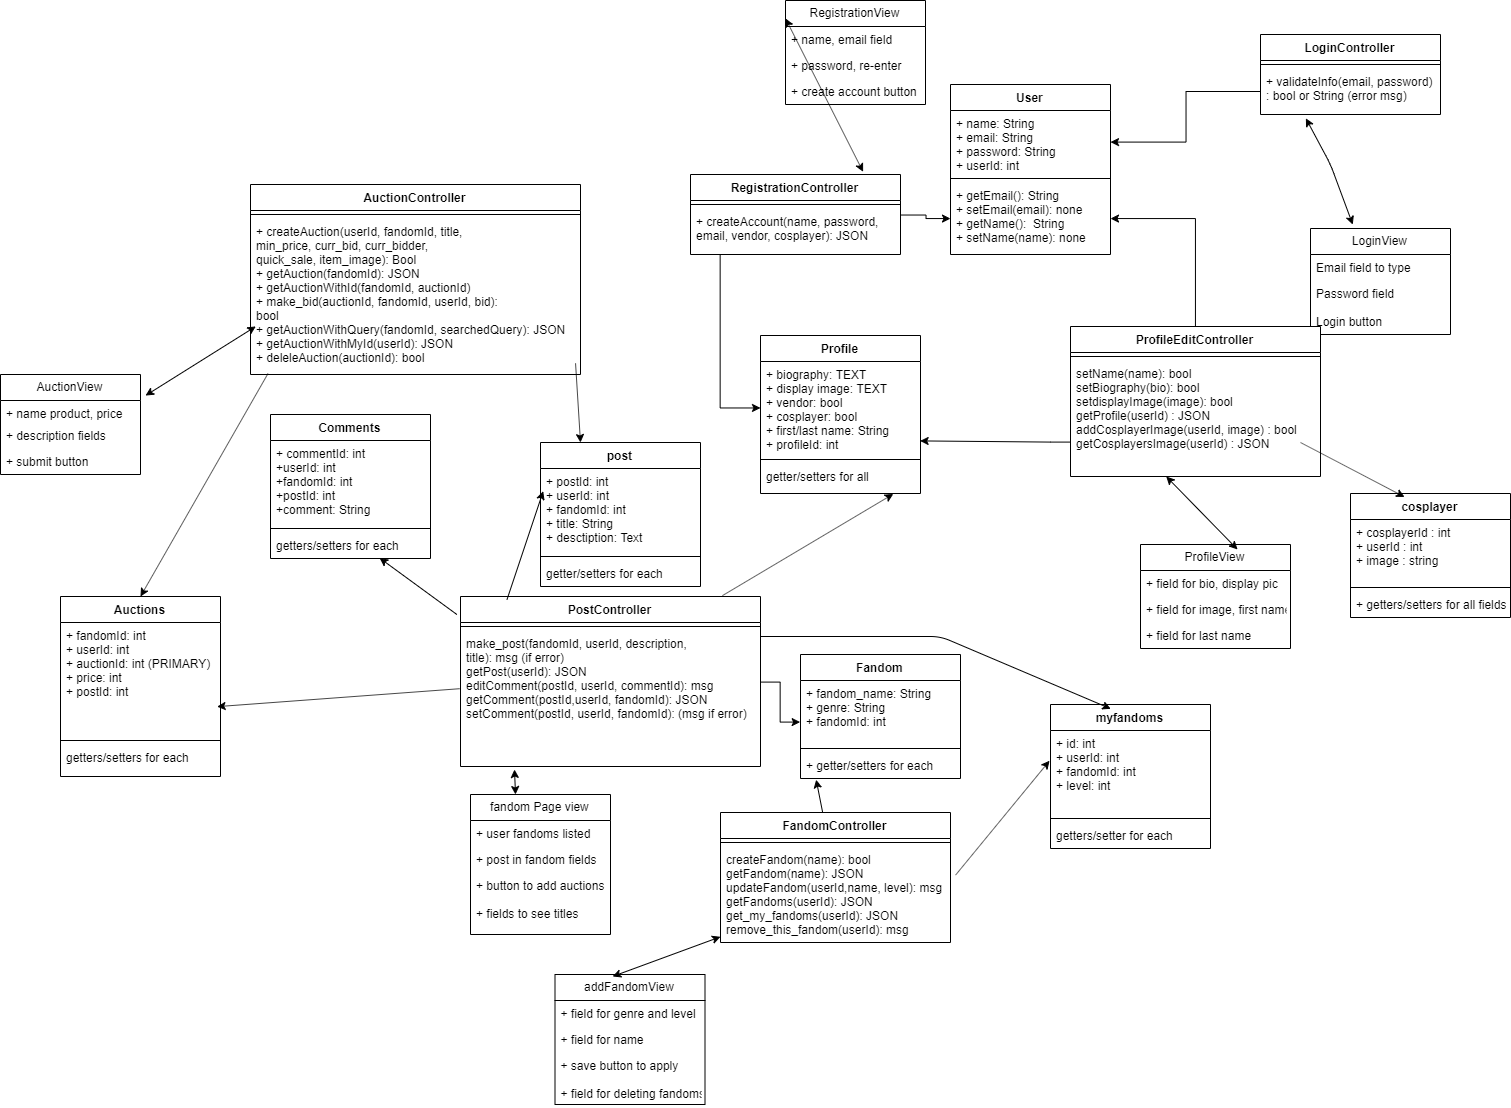 RegistrationView
+ name, email field
+ password, re-enter
+ create account button
LoginController
+ validateInfo(email, password)
: bool or String (error msg)
User
+ name: String
+ email: String
+ password: String
+ userId: int
+ getEmail(): String
+ setEmail(email): none
+ getName():  String
+ setName(name): none
RegistrationController
+ createAccount(name, password,
email, vendor, cosplayer): JSON
AuctionController
+ createAuction(userId, fandomId, title,
min_price, curr_bid, curr_bidder,
quick_sale, item_image): Bool
+ getAuction(fandomId): JSON
+ getAuctionWithId(fandomId, auctionId)
+ make_bid(auctionId, fandomId, userId, bid):
bool
+ getAuctionWithQuery(fandomId, searchedQuery): JSON
+ getAuctionWithMyId(userId): JSON
+ deleleAuction(auctionId): bool
LoginView
Email field to type
Password field
Login button
ProfileEditController
setName(name): bool
setBiography(bio): bool
setdisplayImage(image): bool
getProfile(userId) : JSON
addCosplayerImage(userId, image) : bool
getCosplayersImage(userId) : JSON
Profile
+ biography: TEXT
+ display image: TEXT
+ vendor: bool
+ cosplayer: bool
+ first/last name: String
+ profileId: int
getter/setters for all
AuctionView
+ name product, price
+ description fields
+ submit button
Comments
+ commentId: int
+userId: int
+fandomId: int
+postId: int
+comment: String
getters/setters for each
post
+ postId: int
+ userId: int
+ fandomId: int
+ title: String
+ desctiption: Text
getter/setters for each
cosplayer
+ cosplayerId : int
+ userId : int
+ image : string
+ getters/setters for all fields
ProfileView
+ field for bio, display pic
+ field for image, first name
+ field for last name
Auctions
+ fandomId: int
+ userId: int
+ auctionId: int (PRIMARY)
+ price: int
+ postId: int
getters/setters for each
PostController
make_post(fandomId, userId, description,
title): msg (if error)
getPost(userId): JSON
editComment(postId, userId, commentId): msg
getComment(postId,userId, fandomId): JSON
setComment(postId, userId, fandomId): (msg if error)
Fandom
+ fandom_name: String
+ genre: String
+ fandomId: int
+ getter/setters for each
myfandoms
+ id: int
+ userId: int
+ fandomId: int
+ level: int
getters/setter for each
fandom Page view
+ user fandoms listed
+ post in fandom fields
+ button to add auctions
+ fields to see titles
FandomController
createFandom(name): bool
getFandom(name): JSON
updateFandom(userId,name, level): msg
getFandoms(userId): JSON
get_my_fandoms(userId): JSON
remove_this_fandom(userId): msg
addFandomView
+ field for genre and level
+ field for name
+ save button to apply
+ field for deleting fandoms